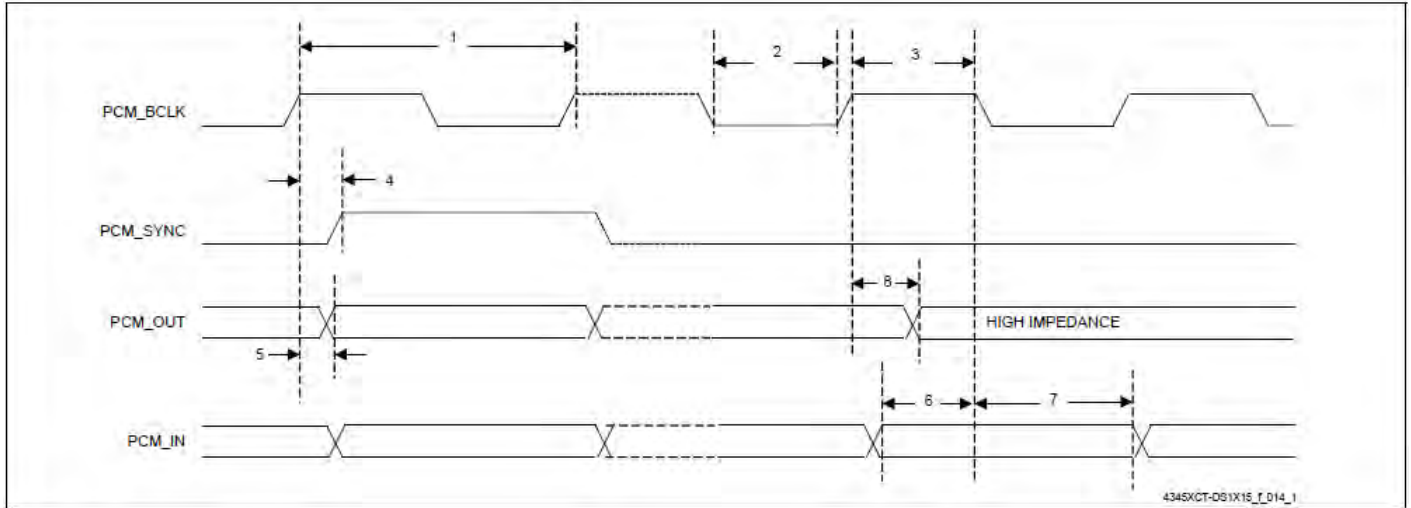 1
2
3
PCM_BCLK
4
PCM_SYNC
8
PCM_OUT
HIGH IMPEDANCE
5
6
7
PCM_IN
4345XCT-DS1X15_f_014_1